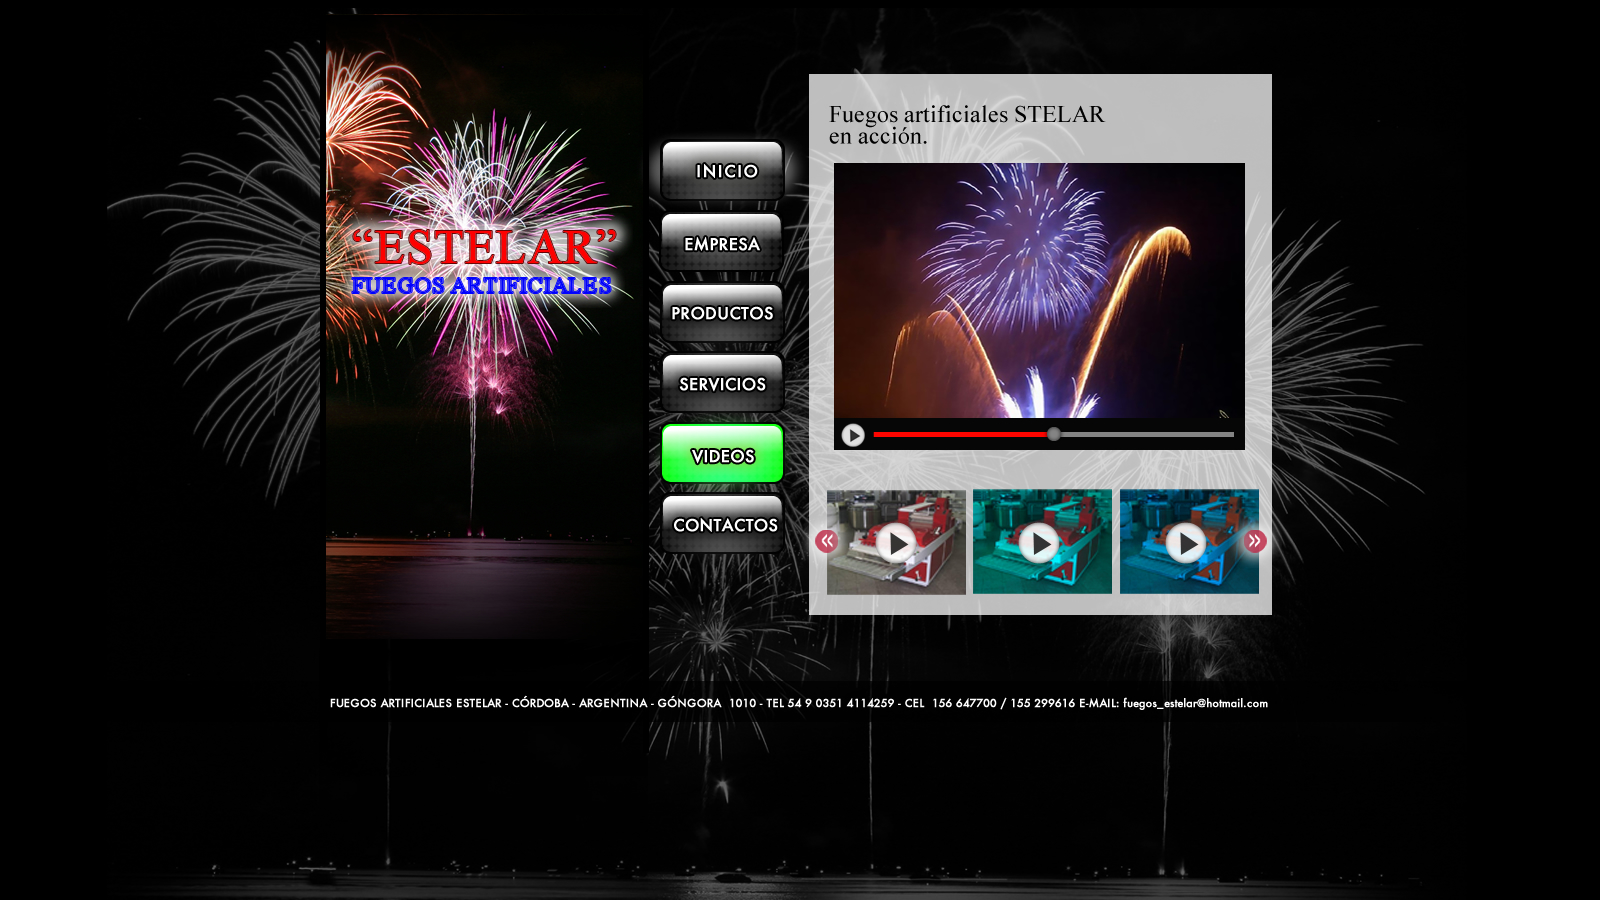 “ESTELAR”
FUEGOS ARTIFICIALES
INICIO
EMPRESA
PRODUCTOS
SERVICIOS
VIDEOS
CONTACTOS
Fuegos artificiales STELAR
en acción.
FUEGOS ARTIFICIALES ESTELAR - CÓRDOBA - ARGENTINA - GÓNGORA 1010 - TEL 54 9 0351 4114259 - CEL 156 647700 / 155 299616 E-MAIL: fuegos_estelar@hotmail.com